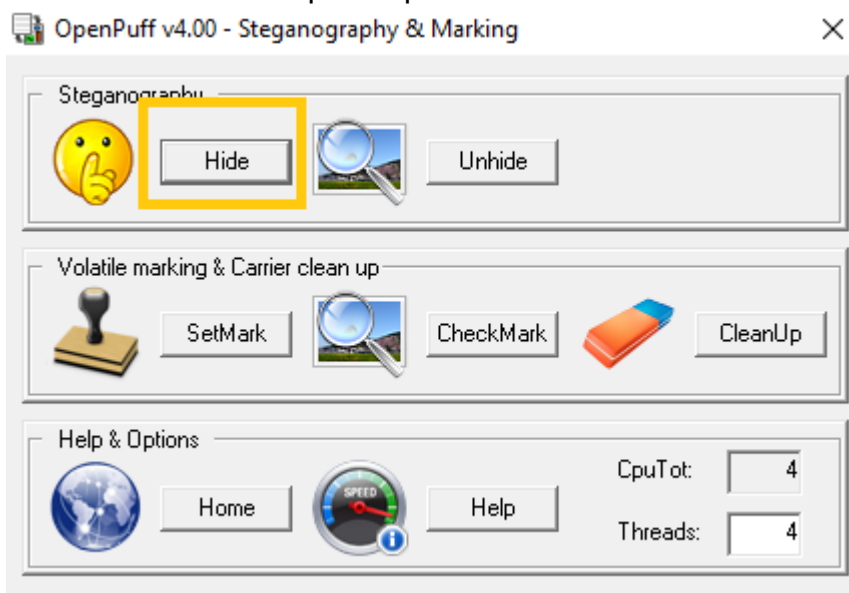 OpenPuff v4.00 - Steganography & Marking
Steganography
Hide
Unhide
Volatile marking & Carrier clean up
SetMark
CheckMark
CleanUp
Help & Options
Home
SPEED
Help
CpuTot: 4
Threads: 4